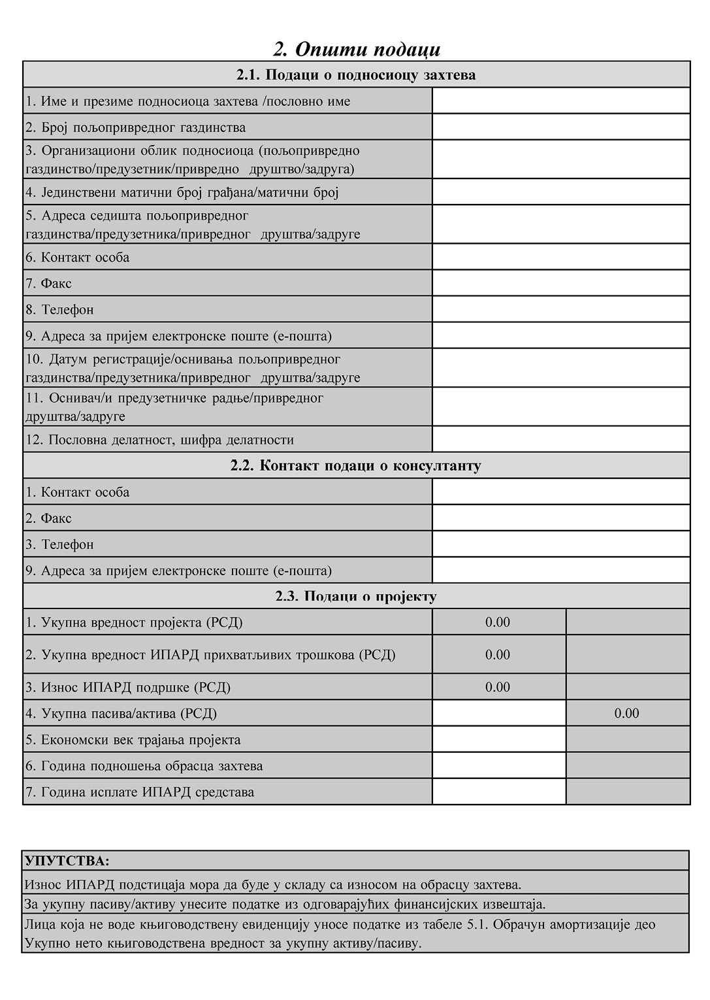 2. Општи подаци
2.1. Подаци о подносиоцу захтева
1. Име и презиме подносиоца захтева /пословно име
2. Број пољопривредног газдинства
3. Организациони облик подносиоца (пољопривредно
газдинство/предузетник/привредно друштво/задруга)
4. Јединствени матични број грађана/матични број
5. Адреса седишта пољопривредног
газдинства/предузетника/привредног друштва/задруге
6. Контакт особа
7. Факс
8. Телефон
9. Адреса за пријем електронске поште (е-пошта)
10. Датум регистрације/оснивања пољопривредног
газдинства/предузетника/привредног друштва/задруге
11. Оснивач/и предузетничке радње/привредног
друштва/задруге
12. Пословна делатност, шифра делатности
2.2. Контакт подаци о консултанту
1. Контакт особа
2. Факс
3. Телефон
9. Адреса за пријем електронске поште (е-пошта)
2.3. Подаци о пројекту
1. Укупна вредност пројекта (РСД) 0.00
2. Укупна вредност ИПАРД прихватљивих трошкова (РСД) 0.00
3. Износ ИПАРД подршке (РСД) 0.00
4. Укупна пасива/актива (РСД) 0.00
5. Економски век трајања пројекта
6. Година подношења обрасца захтева
7. Година исплате ИПАРД средстава
УПУТСТВА:
Износ ИПАРД подстицаја мора да буде у складу са износом на обрасцу захтева.
За укупну пасиву/активу унесите податке из одговарајућих финансијских извештаја.
Лица која не воде књиговодствену евиденцију уносе податке из табеле 5.1. Обрачун амортизације део
Укупно нето књиговодствена вредност за укупну активу/пасиву.